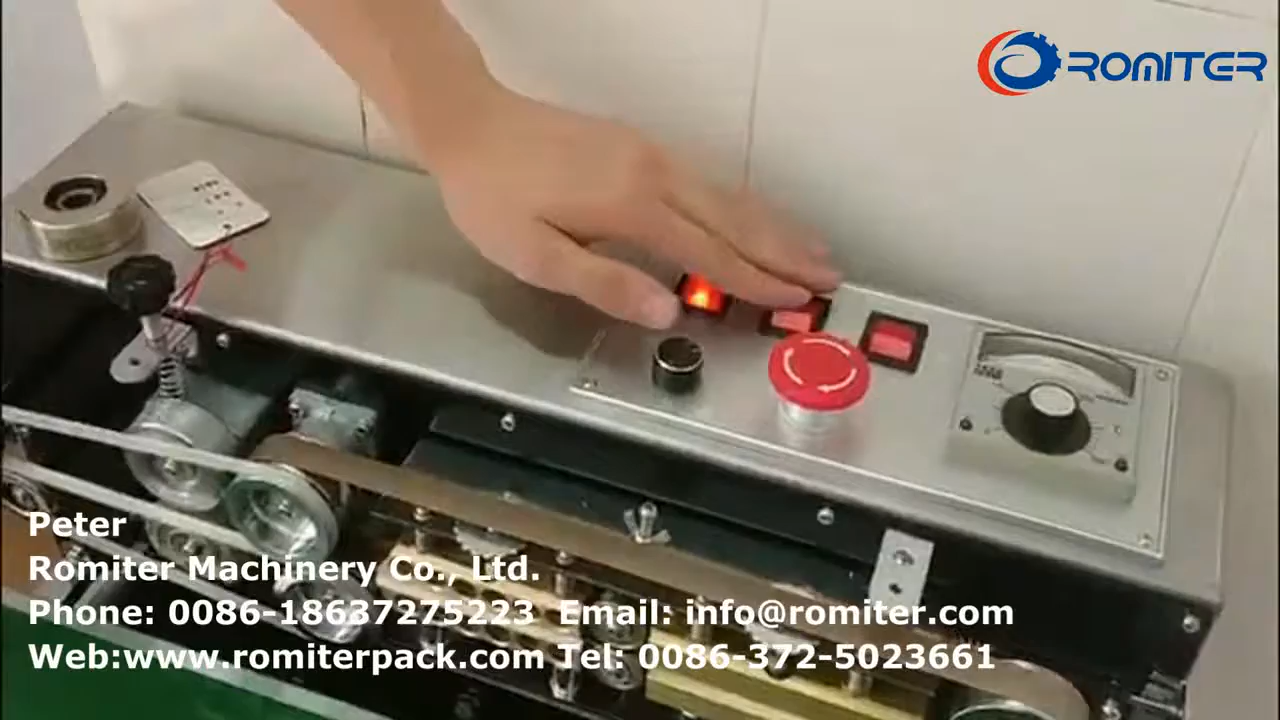 ROMITER
Peter
Romiter Machinery Co., Ltd.
Phone: 0086-18637275223  Email: info@romiter.com
Web:www.romiterpack.com Tel: 0086-372-5023661